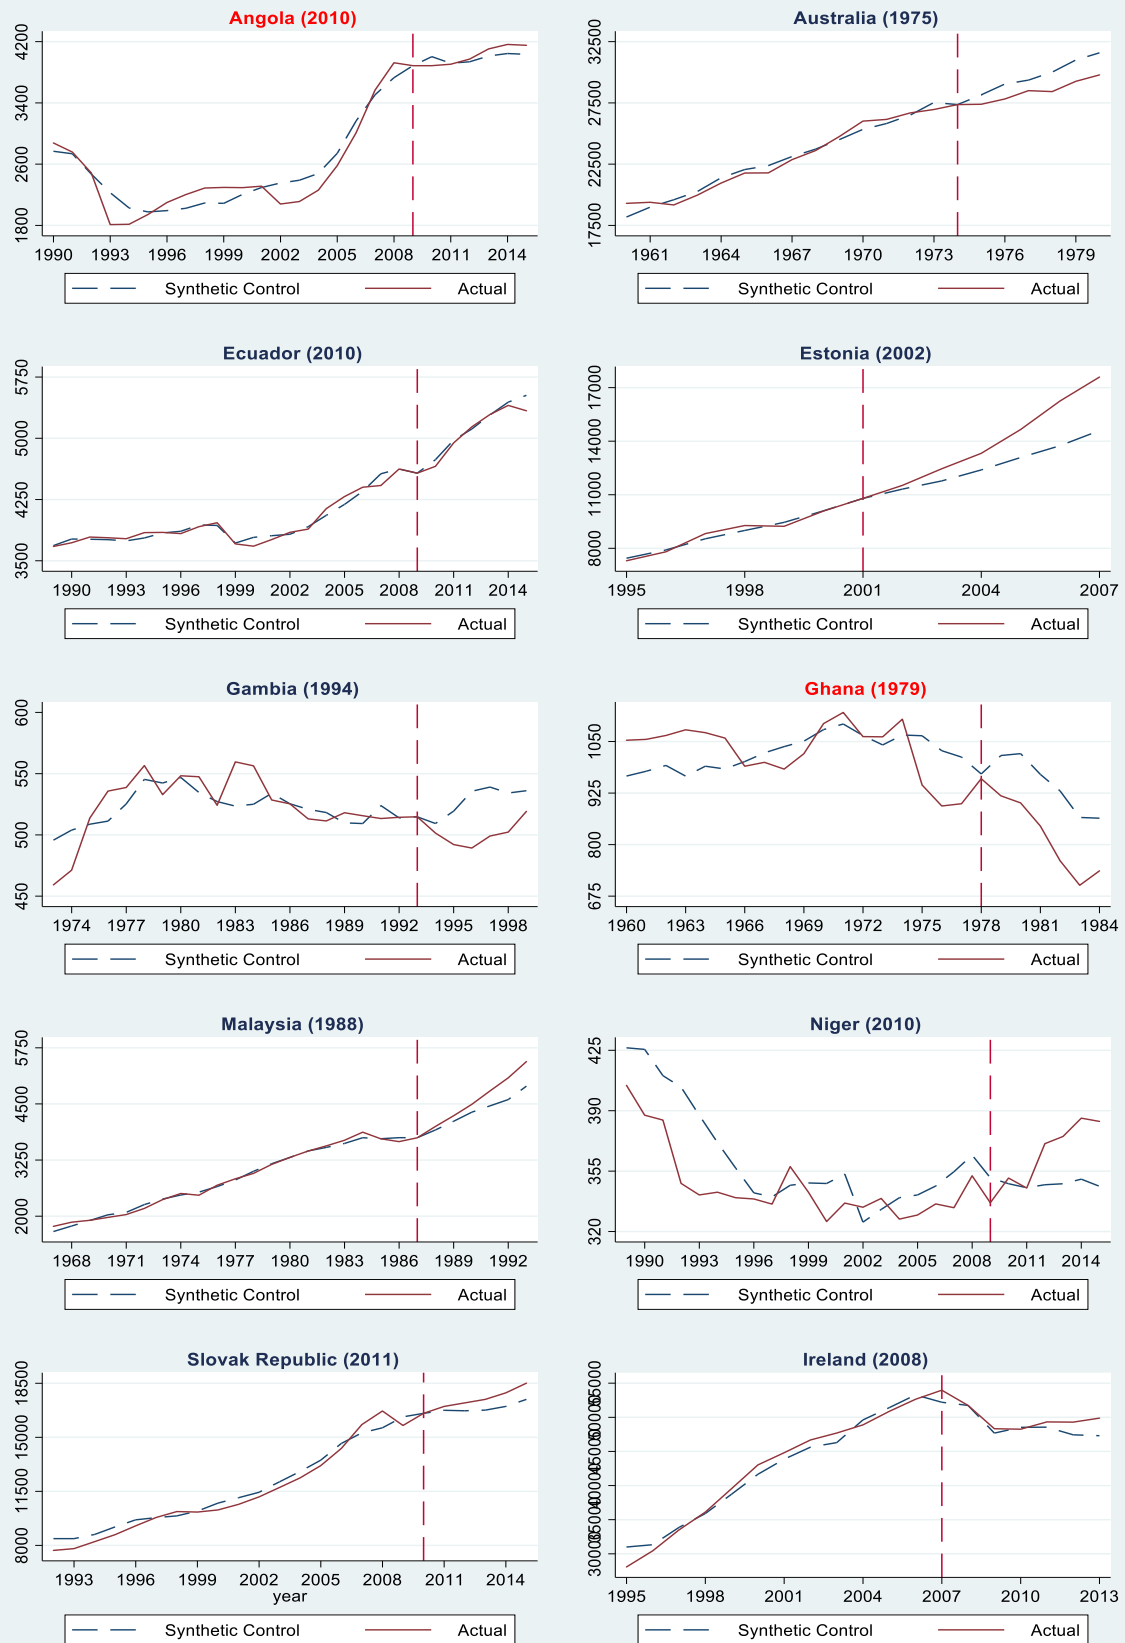 Angola (2010)
4200
3400
2600
1800
1990 1993 1996 1999 2002 2005 2008 2011 2014
Synthetic Control Actual
Australia (1975)
32500
27500
22500
17500
1961 1964 1967 1970 1973 1976 1979
Synthetic Control Actual
Ecuador (2010)
5750
5000
4250
3500
1990 1993 1996 1999 2002 2005 2008 2011 2014
Synthetic Control Actual
Estonia (2002)
17000
14000
11000
8000
1995 1998 2001 2004 2007
Synthetic Control Actual
Gambia (1994)
600
550
500
450
1974 1977 1980 1983 1986 1989 1992 1995 1998
Synthetic Control Actual
Ghana (1979)
1050
925
800
675
1960 1963 1966 1969 1972 1975 1978 1981 1984
Synthetic Control Actual
Malaysia (1988)
5750
4500
3250
2000
1968 1971 1974 1977 1980 1983 1986 1989 1992
Synthetic Control Actual
Niger (2010)
425
390
355
320
1990 1993 1996 1999 2002 2005 2008 2011 2014
Synthetic Control Actual
Slovak Republic (2011)
18500
15000
11500
8000
1993 1996 1999 2002 2005 2008 2011 2014
year
Synthetic Control Actual
Ireland (2008)
1995 1998 2001 2004 2007 2010 2013
Synthetic Control Actual